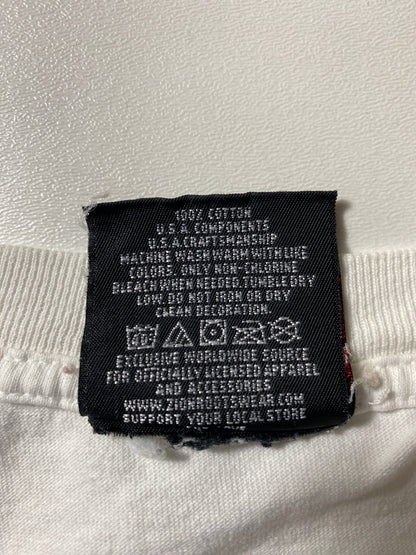 100% COTTON
U.S.A. COMPONENTS
U.S.A. CRAFTSMANSHIP
MACHINE WASH WARM WITH LIKE
COLORS. ONLY NON-CHLORINE
BLEACH WHEN NEEDED. TUMBLE DRY
LOW. DO NOT IRON OR DRY
CLEAN DECORATION.
EXCLUSIVE WORLDWIDE SOURCE
FOR OFFICIALLY LICENSED APPAREL
AND ACCESSORIES
WWW.ZIONROOTSWEAR.COM
SUPPORT YOUR LOCAL STORE